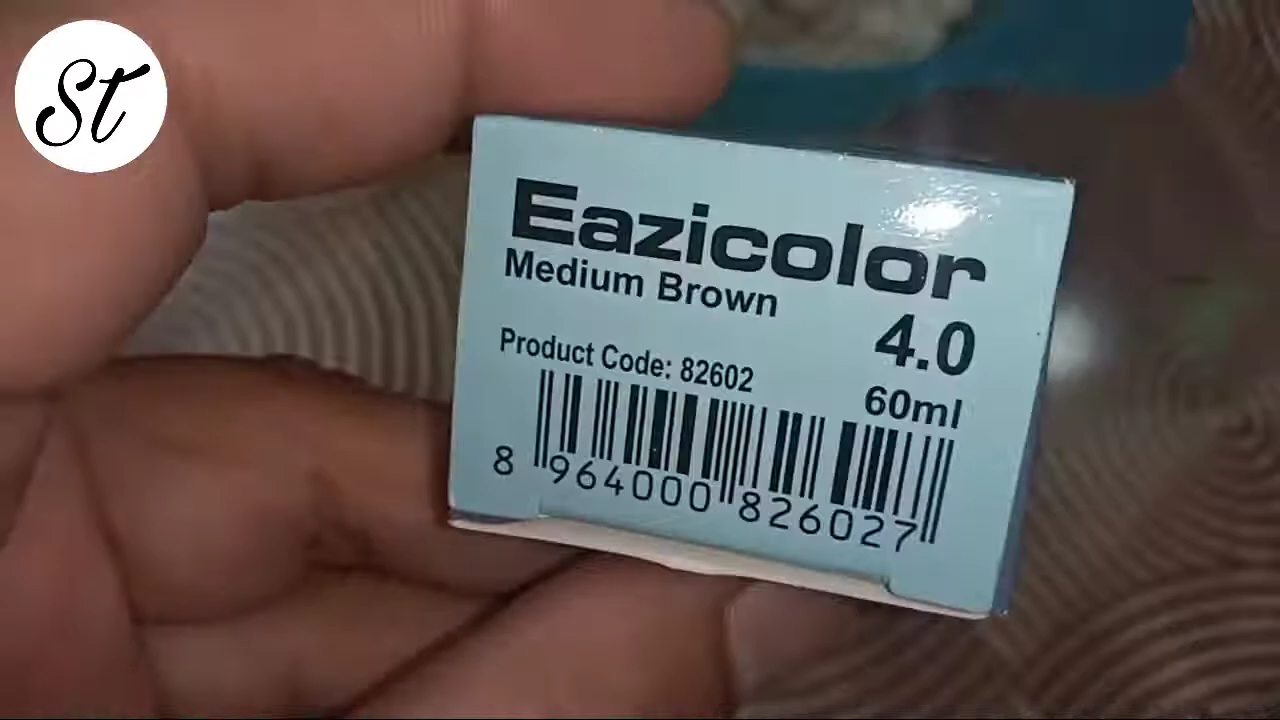 St
Eazicolor
Medium Brown
4.0
Product Code: 82602
60ml
8 964000 826027